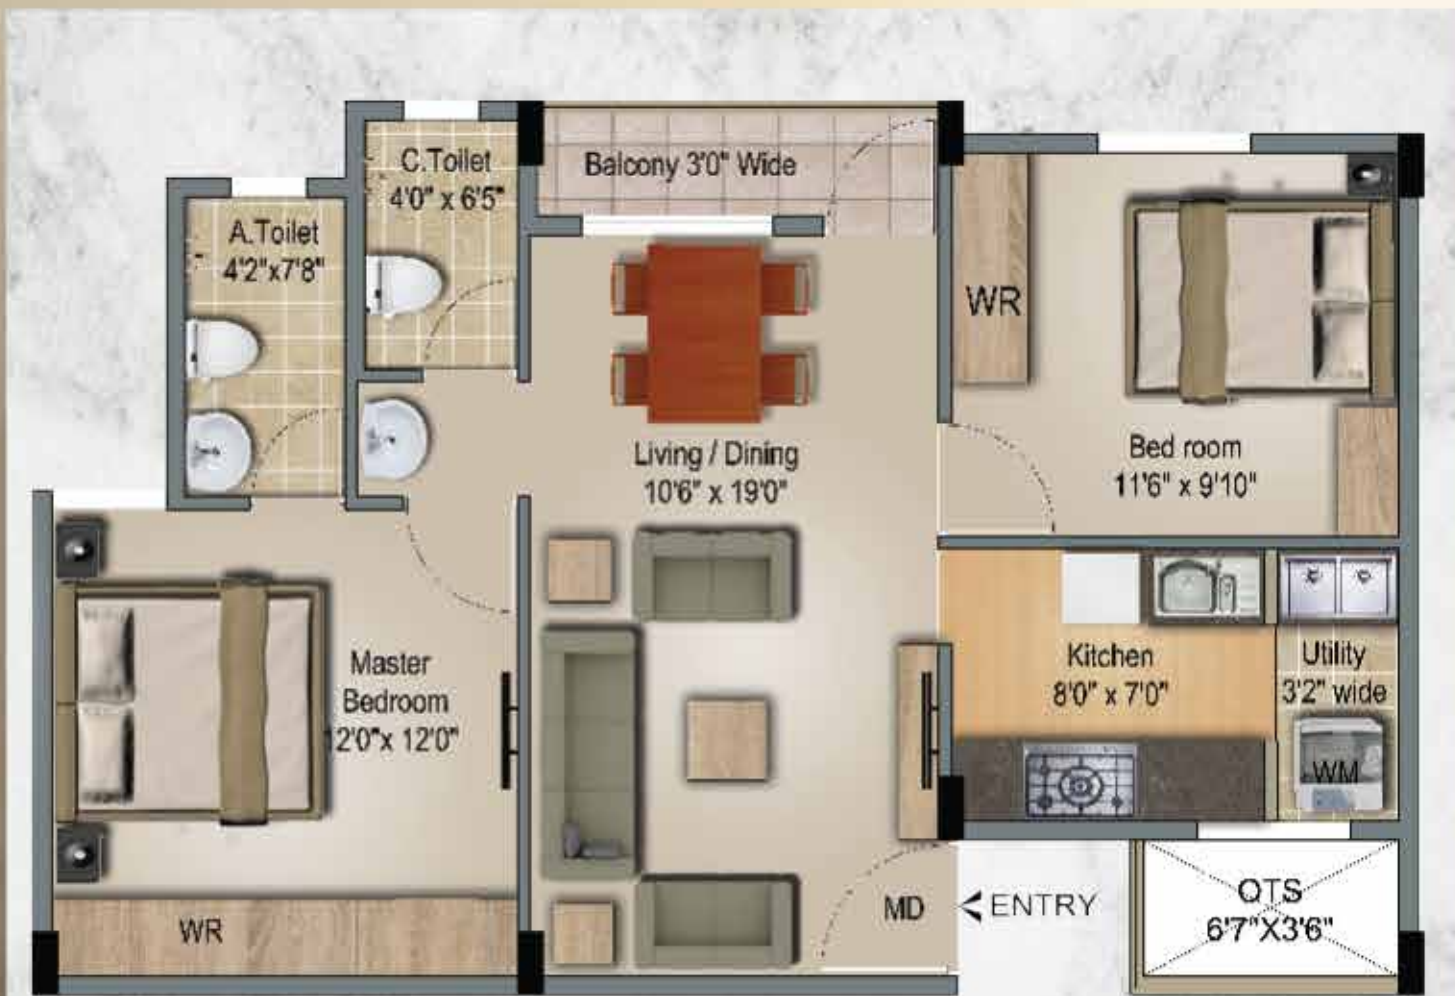 C.Toilet
4'0" x 6'5"
Balcony 3'0" Wide
A.Toilet
4'2"x7'8"
WR
Living / Dining
10'6" x 19'0"
Bed room
11'6" x 9'10"
Master
Bedroom
12'0"x 12'0"
Kitchen
8'0" x 7'0"
Utility
3'2" wide
WM
WR
MD
ENTRY
OTS
6'7"X3'6"